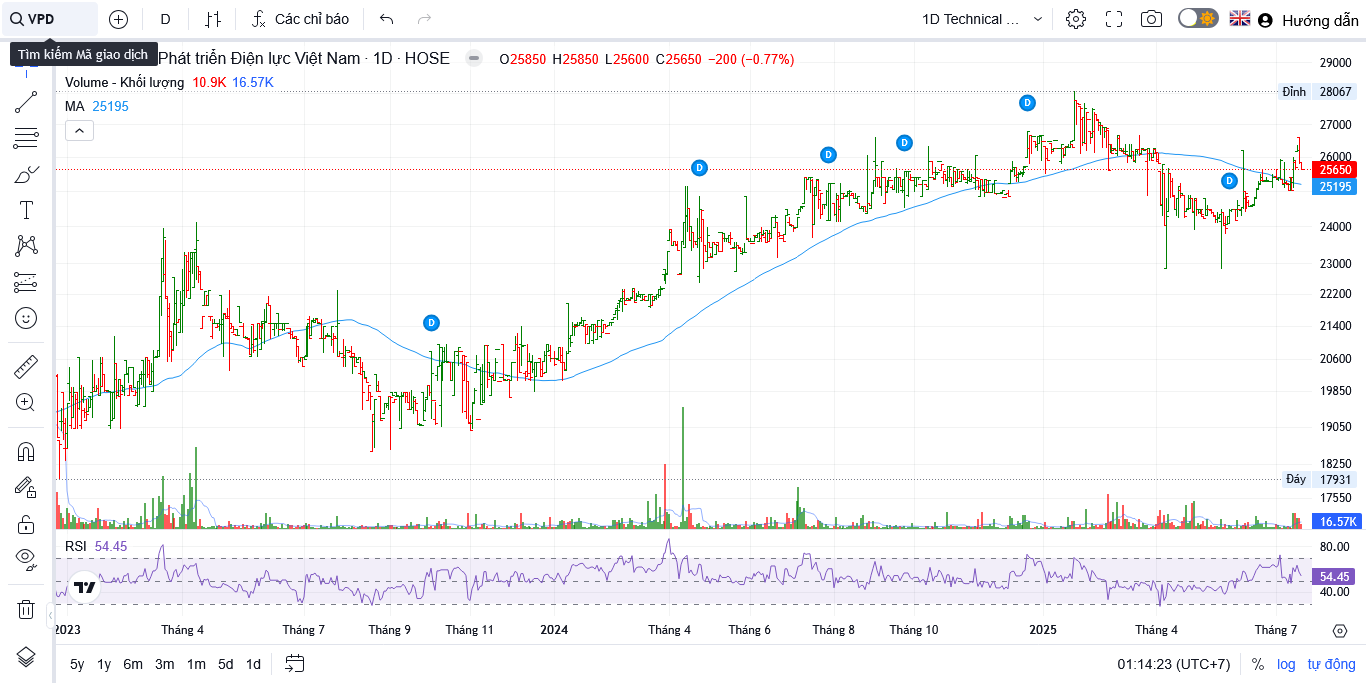 VPD
D
Các chỉ báo
1D Technical ...
Hướng dẫn
Tìm kiếm Mã giao dịch
Phát triển Điện lực Việt Nam · 1D · HOSE
O25850 H25850 L25600 C25650 −200 (−0.77%)
Volume - Khối lượng 10.9K 16.57K
MA 25195
29000
Đỉnh 28067
27000
26000
25650
25195
24000
23000
22200
21400
20600
19850
19050
18250
Đáy 17931
17550
16.57K
D
D
D
D
D
D
RSI 54.45
80.00
54.45
40.00
2023
Tháng 4
Tháng 7
Tháng 9
Tháng 11
2024
Tháng 4
Tháng 6
Tháng 8
Tháng 10
2025
Tháng 4
Tháng 7
5y 1y 6m 3m 1m 5d 1d
01:14:23 (UTC+7)
% log tự động